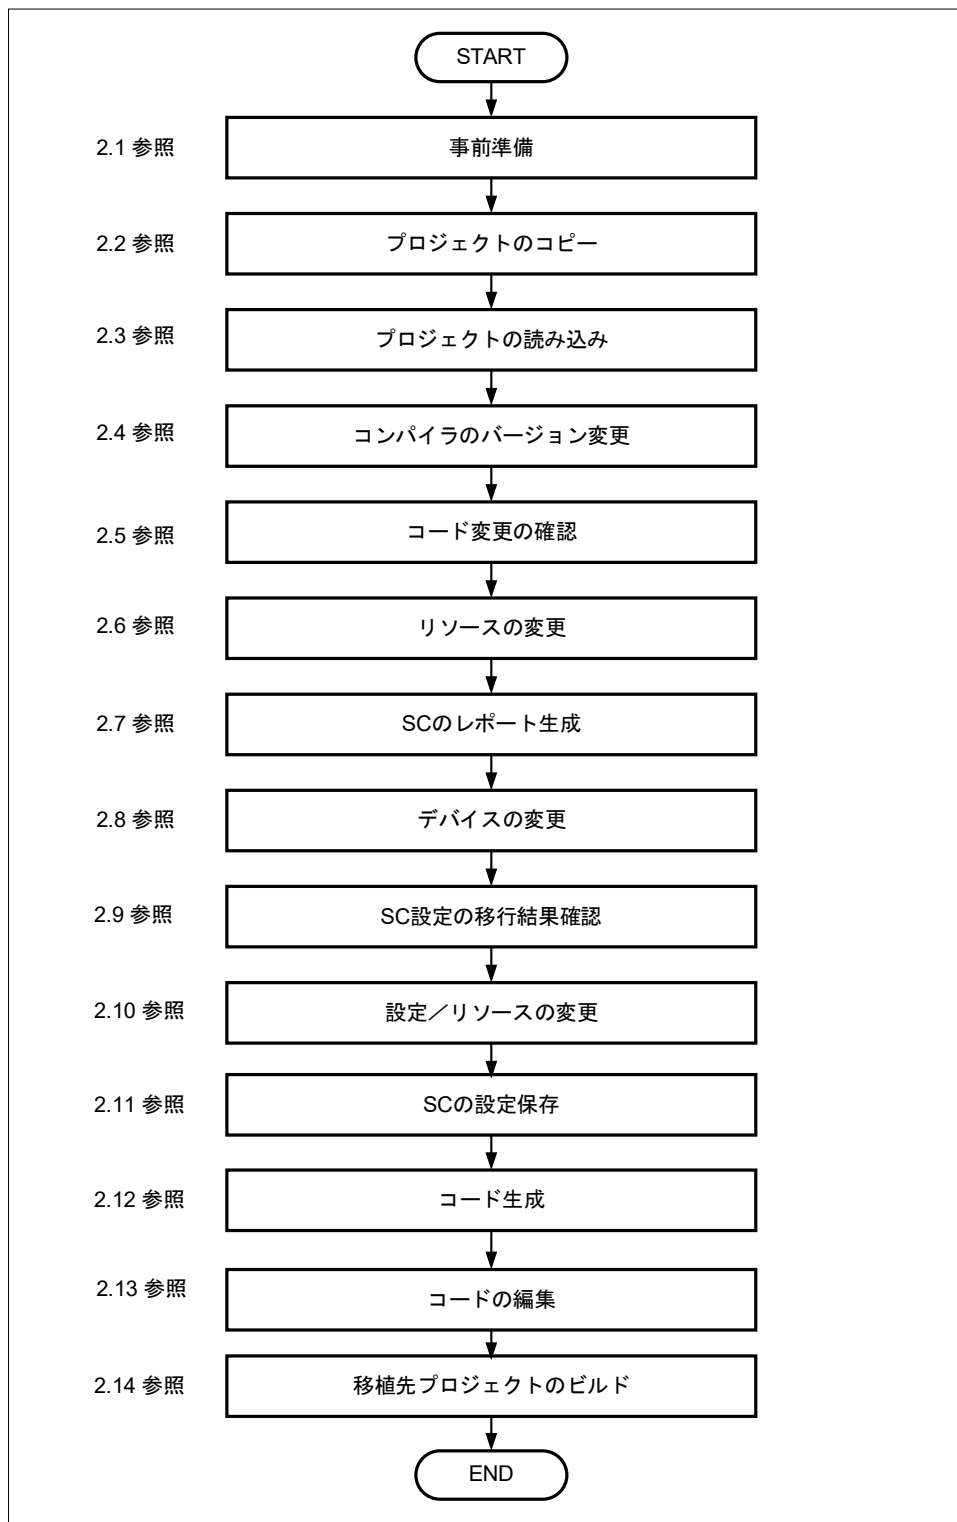 START
2.1 参照
事前準備
2.2 参照
プロジェクトのコピー
2.3 参照
プロジェクトの読み込み
2.4 参照
コンパイラのバージョン変更
2.5 参照
コード変更の確認
2.6 参照
リソースの変更
2.7 参照
SCのレポート生成
2.8 参照
デバイスの変更
2.9 参照
SC設定の移行結果確認
2.10 参照
設定／リソースの変更
2.11 参照
SCの設定保存
2.12 参照
コード生成
2.13 参照
コードの編集
2.14 参照
移植先プロジェクトのビルド
END